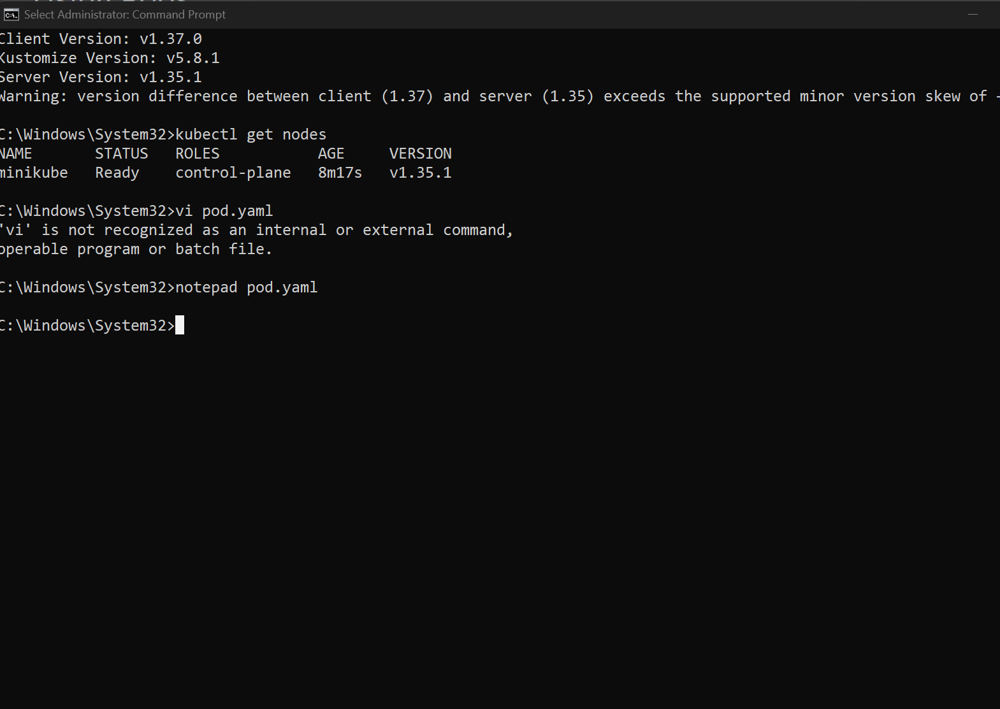 Select Administrator: Command Prompt
Client Version: v1.37.0
Kustomize Version: v5.8.1
Server Version: v1.35.1
Warning: version difference between client (1.37) and server (1.35) exceeds the supported minor version skew of
C:\Windows\System32>kubectl get nodes
NAME STATUS ROLES AGE VERSION
minikube Ready control-plane 8m17s v1.35.1
C:\Windows\System32>vi pod.yaml
'vi' is not recognized as an internal or external command,
operable program or batch file.
C:\Windows\System32>notepad pod.yaml
C:\Windows\System32>